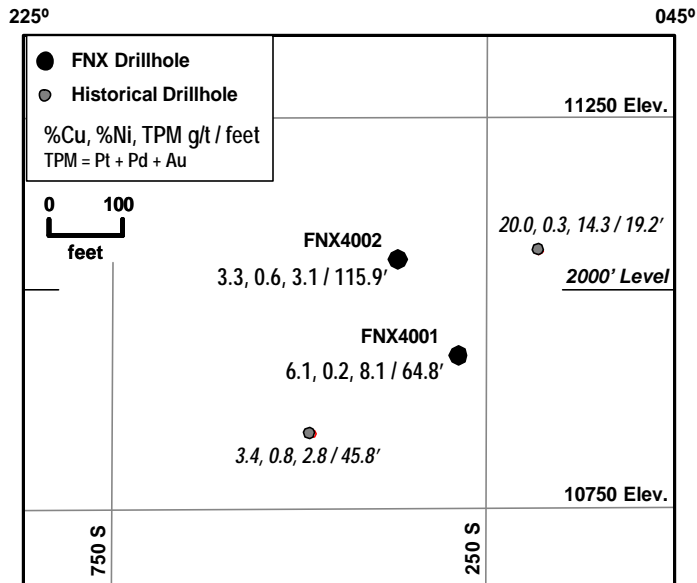 225º
045º
FNX Drillhole
Historical Drillhole
%Cu, %Ni, TPM g/t / feet
TPM = Pt + Pd + Au
11250 Elev.
0 100
feet
20.0, 0.3, 14.3 / 19.2'
FNX4002
3.3, 0.6, 3.1 / 115.9'
2000' Level
FNX4001
6.1, 0.2, 8.1 / 64.8'
3.4, 0.8, 2.8 / 45.8'
10750 Elev.
750 S
250 S